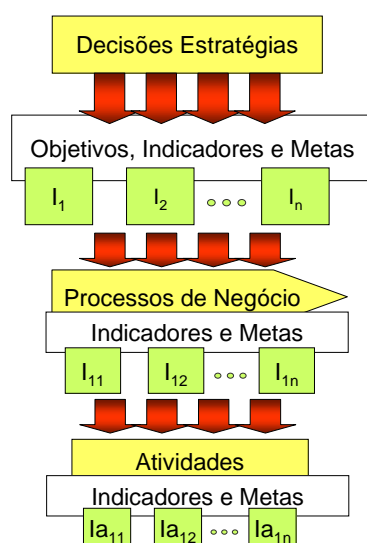 Decisões Estratégias
Objetivos, Indicadores e Metas
I₁ I₂ ∘∘∘ Iₙ
Processos de Negócio
Indicadores e Metas
I₁₁ I₁₂ ∘∘∘ I₁ₙ
Atividades
Indicadores e Metas
Ia₁₁ Ia₁₂ ∘∘∘ Ia₁ₙ